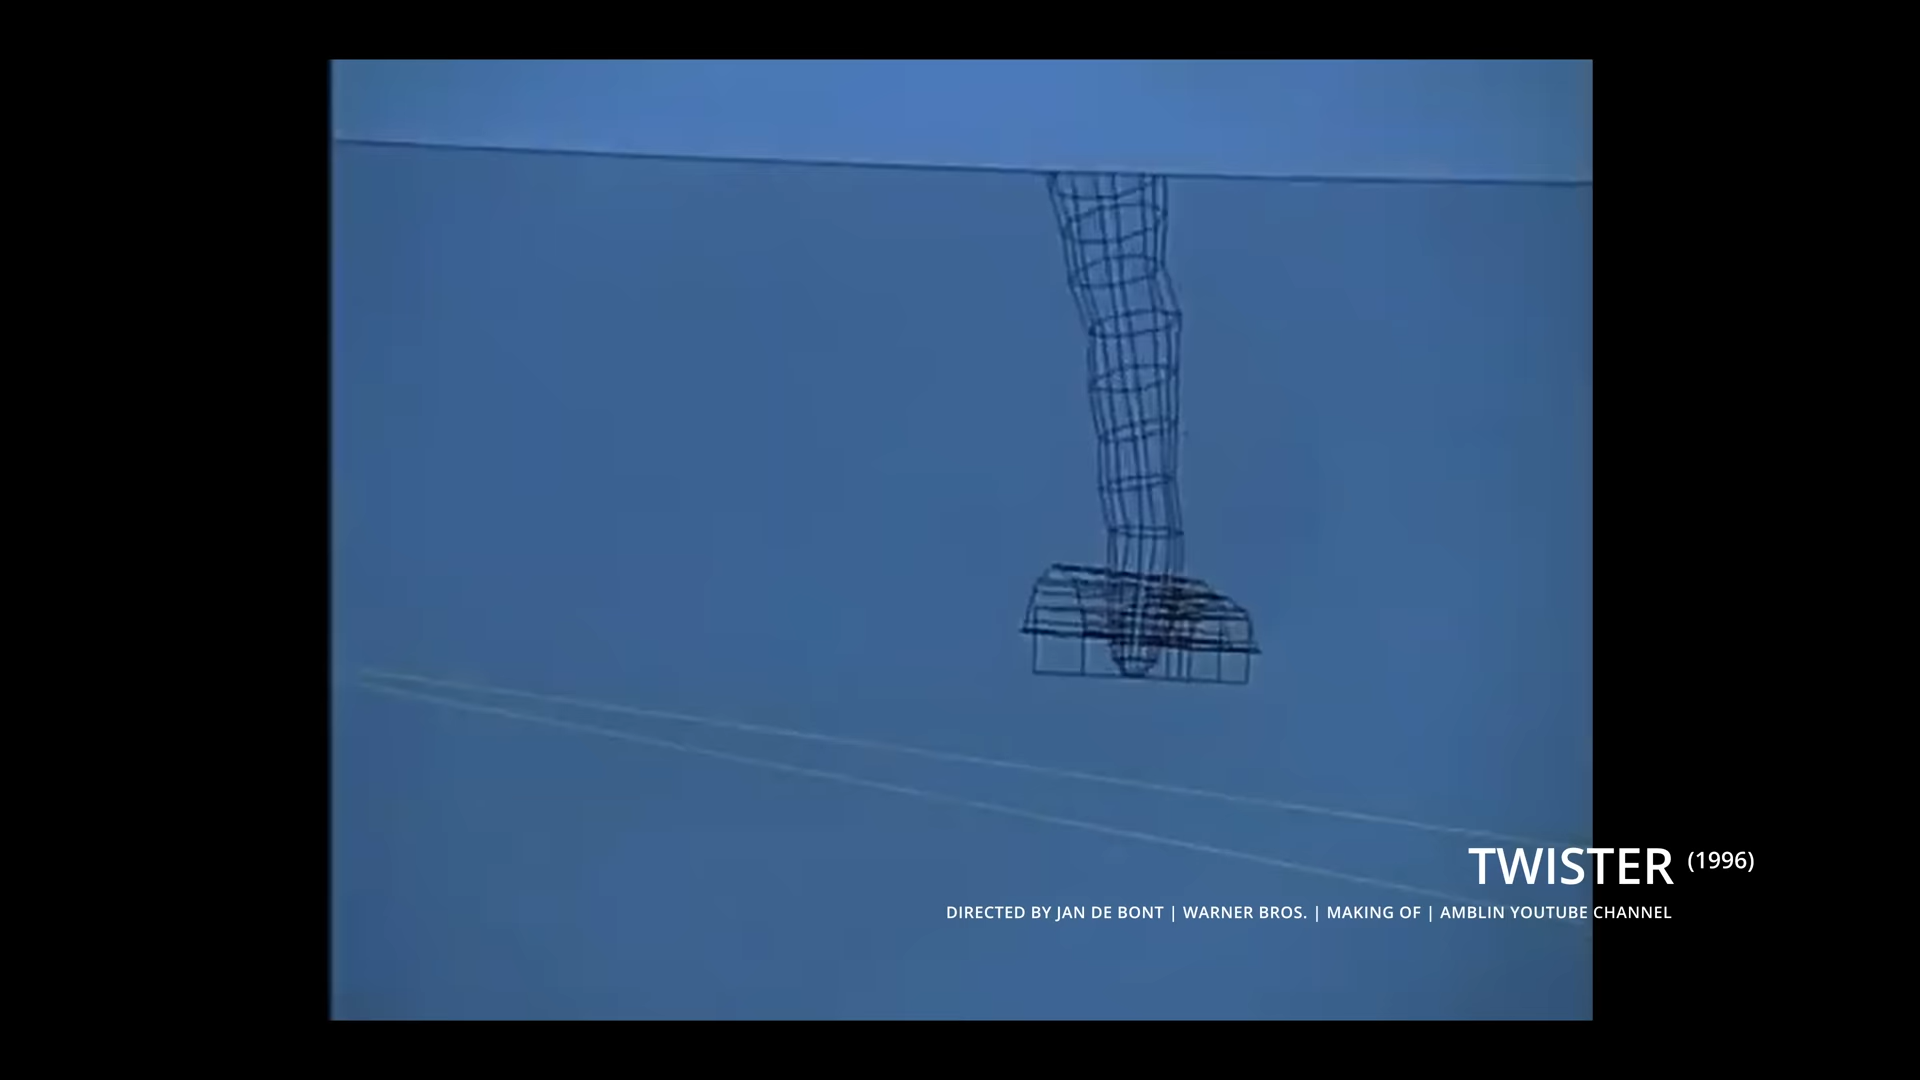 TWISTER (1996)
DIRECTED BY JAN DE BONT | WARNER BROS. | MAKING OF | AMBLIN YOUTUBE CHANNEL